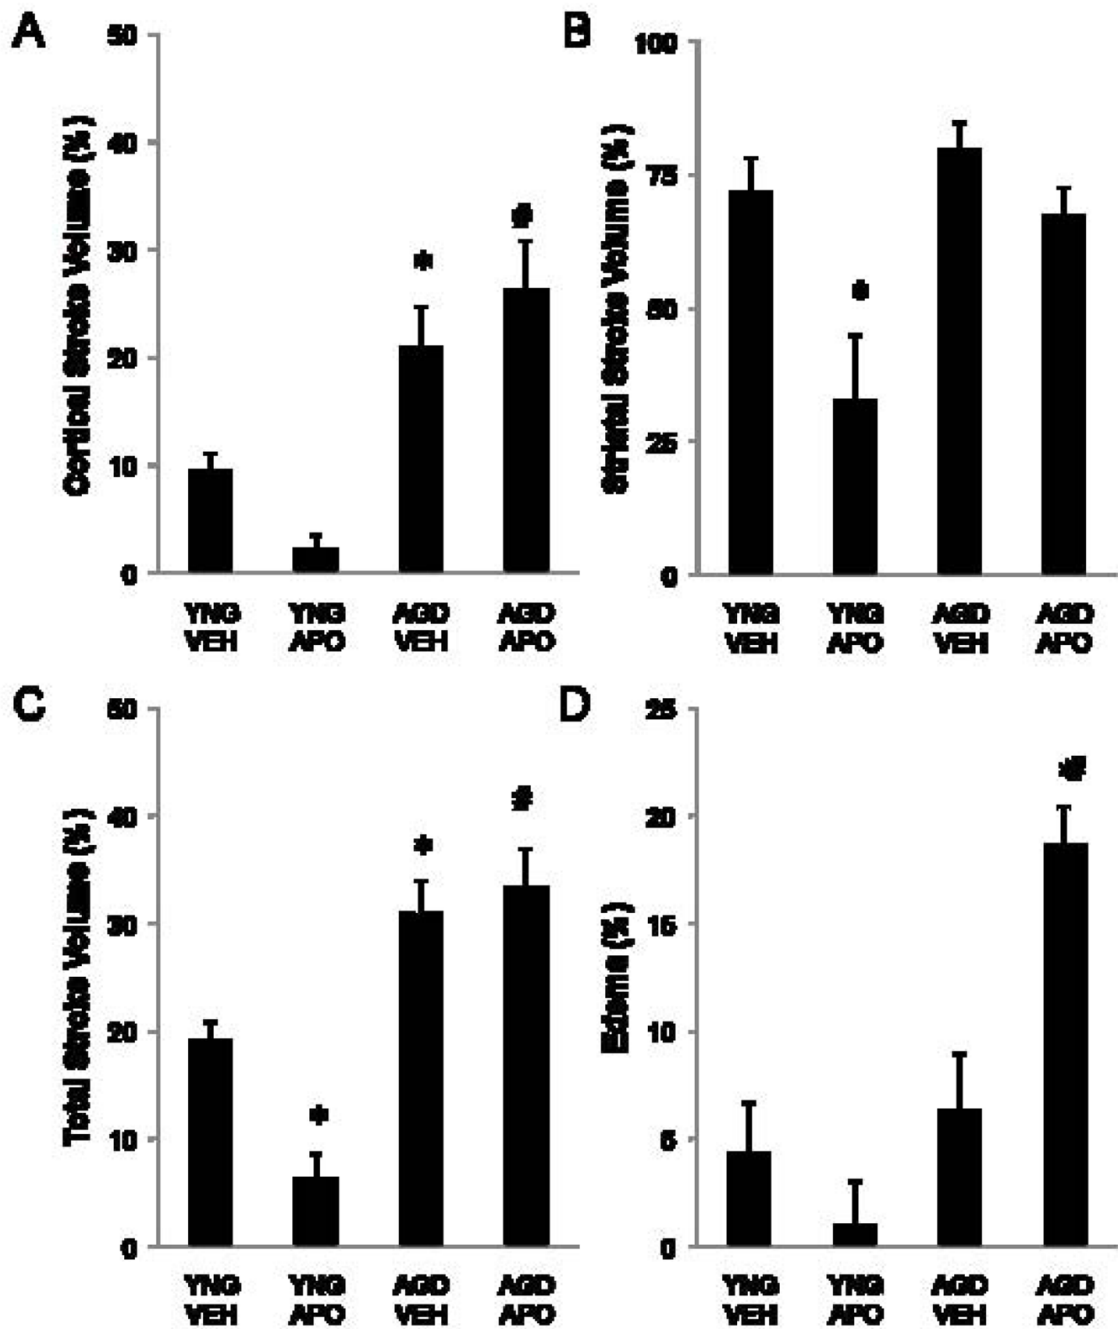 A
50
40
30
20
10
0
Cortical Stroke Volume (%)
*
#
YNG VEH
YNG APO
AGD VEH
AGD APO
B
100
75
50
25
0
Striatal Stroke Volume (%)
YNG VEH
YNG APO
AGD VEH
AGD APO
C
50
40
30
20
10
0
Total Stroke Volume (%)
*
*
#
YNG VEH
YNG APO
AGD VEH
AGD APO
D
25
20
15
10
5
0
Edema (%)
YNG VEH
YNG APO
AGD VEH
AGD APO